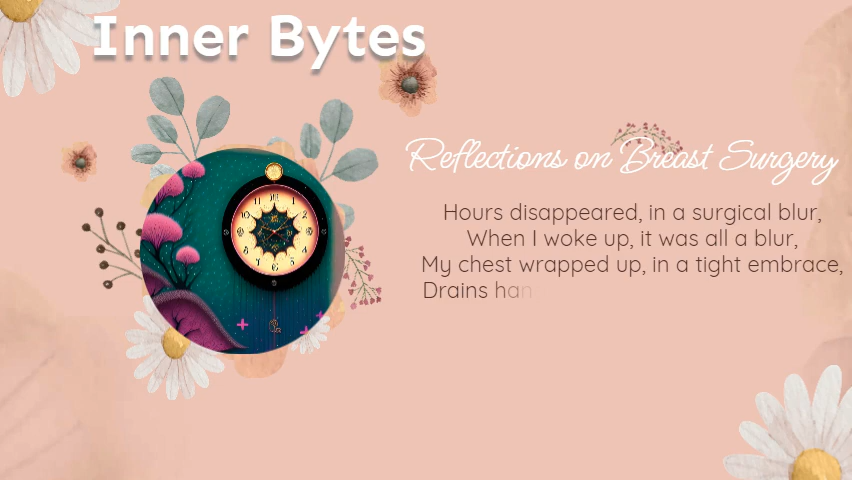 Inner Bytes
Reflections on Breast Surgery
Hours disappeared, in a surgical blur,
When I woke up, it was all a blur,
My chest wrapped up, in a tight embrace,
Drains han